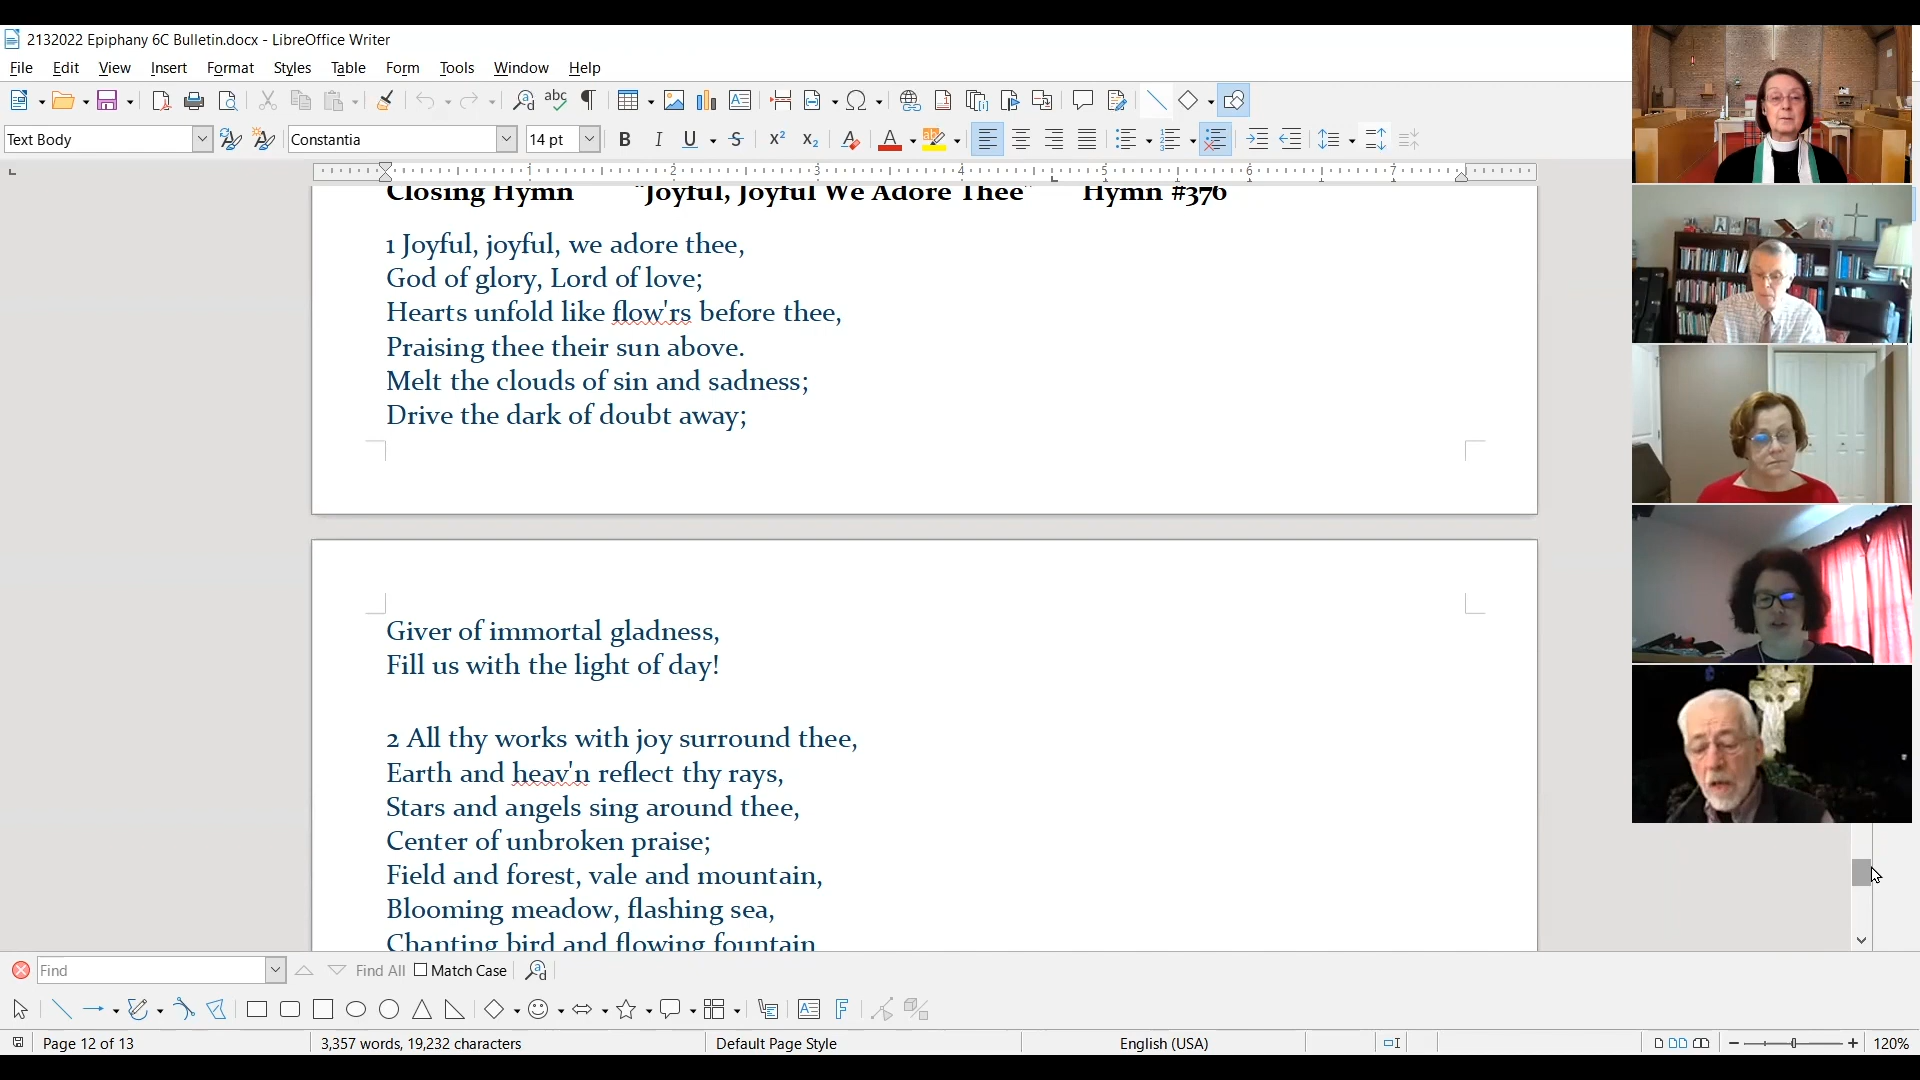 2132022 Epiphany 6C Bulletin.docx - LibreOffice Writer
File Edit View Insert Format Styles Table Form Tools Window Help
Text Body Constantia 14 pt
1 2 3 4 5 6 7
Closing Hymn "Joyful, Joyful We Adore Thee" Hymn #376
1 Joyful, joyful, we adore thee,
God of glory, Lord of love;
Hearts unfold like flow'rs before thee,
Praising thee their sun above.
Melt the clouds of sin and sadness;
Drive the dark of doubt away;
Giver of immortal gladness,
Fill us with the light of day!
2 All thy works with joy surround thee,
Earth and heav'n reflect thy rays,
Stars and angels sing around thee,
Center of unbroken praise;
Field and forest, vale and mountain,
Blooming meadow, flashing sea,
Chanting bird and flowing fountain
Find Find All Match Case
Page 12 of 13 3,357 words, 19,232 characters Default Page Style English (USA) 120%